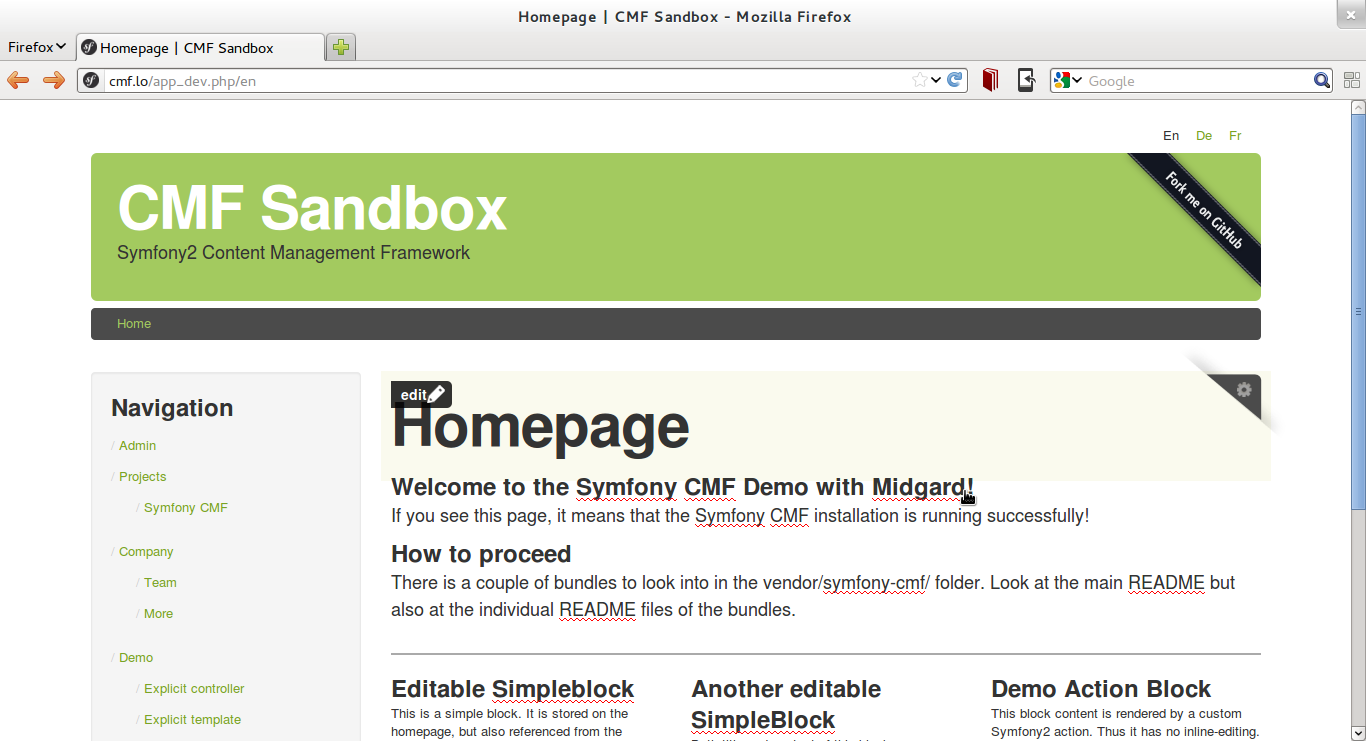 Homepage | CMF Sandbox - Mozilla Firefox
Firefox
Homepage | CMF Sandbox
cmf.lo/app_dev.php/en
Google
En De Fr
CMF Sandbox
Symfony2 Content Management Framework
Fork me on GitHub
Home
Navigation
/ Admin
/ Projects
/ Symfony CMF
/ Company
/ Team
/ More
/ Demo
/ Explicit controller
/ Explicit template
edit
Homepage
Welcome to the Symfony CMF Demo with Midgard!
If you see this page, it means that the Symfony CMF installation is running successfully!
How to proceed
There is a couple of bundles to look into in the vendor/symfony-cmf/ folder. Look at the main README but
also at the individual README files of the bundles.
Editable Simpleblock
This is a simple block. It is stored on the
homepage, but also referenced from the
Another editable
SimpleBlock
Demo Action Block
This block content is rendered by a custom
Symfony2 action. Thus it has no inline-editing.